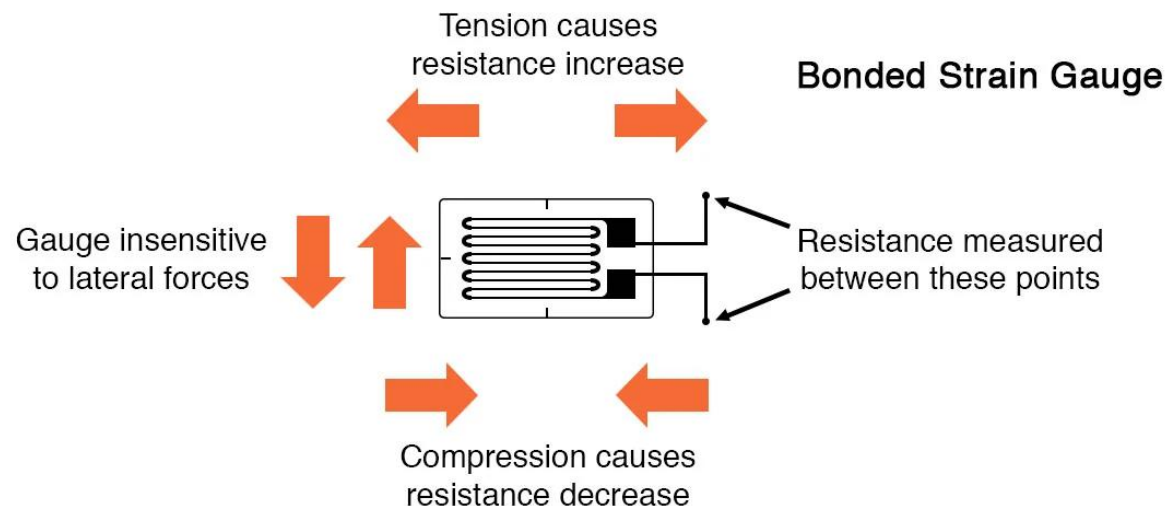 Tension causes
resistance increase
Bonded Strain Gauge
Gauge insensitive
to lateral forces
Resistance measured
between these points
Compression causes
resistance decrease